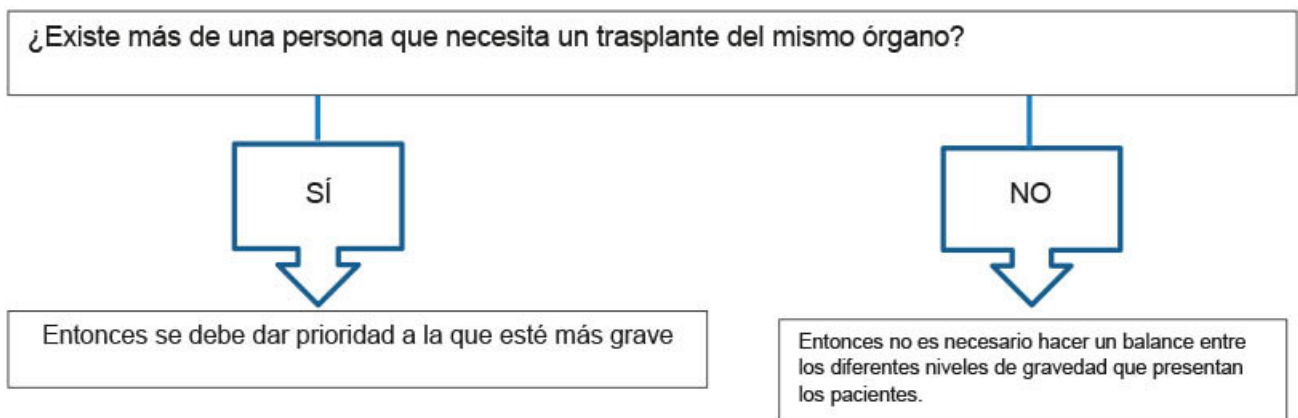 ¿Existe más de una persona que necesita un trasplante del mismo órgano?
SÍ
NO
Entonces se debe dar prioridad a la que esté más grave
Entonces no es necesario hacer un balance entre
los diferentes niveles de gravedad que presentan
los pacientes.